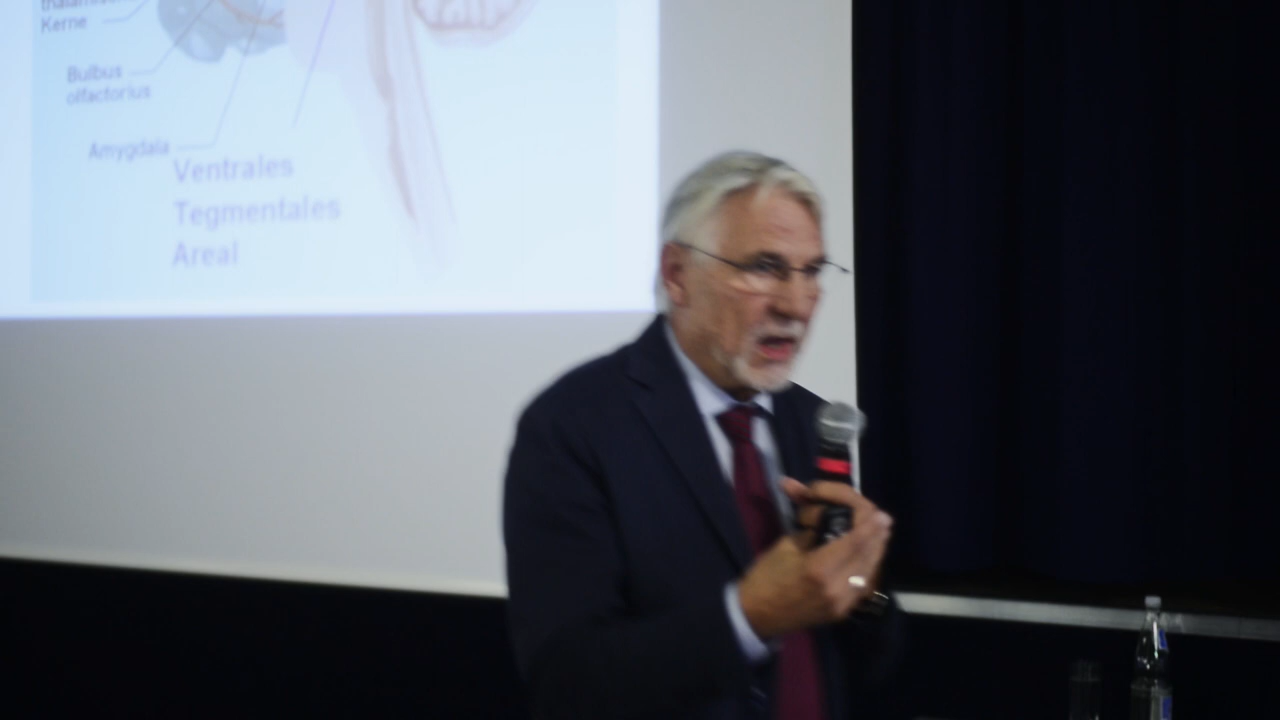 Kerne
Bulbus
olfactorius
Amygdala
Ventrales
Tegmentales
Areal